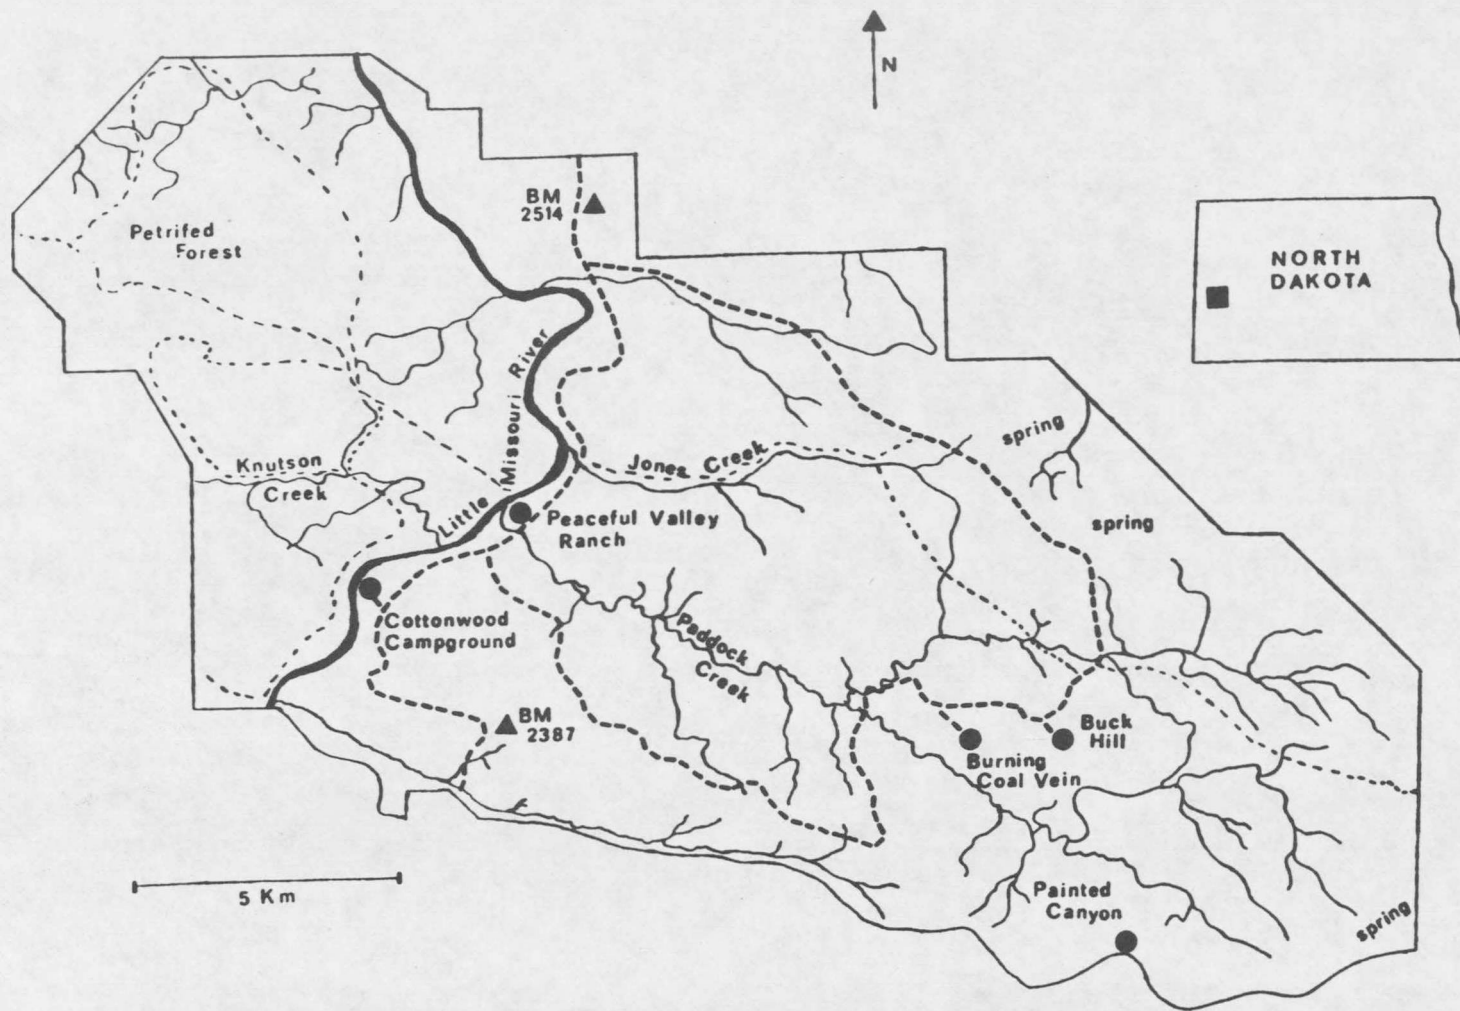 N
BM
2514
Petrifed
Forest
NORTH
DAKOTA
Little Missouri River
spring
Jones Creek
Knutson
Creek
spring
Peaceful Valley
Ranch
Cottonwood
Campground
Paddock
Creek
BM
2387
Buck
Hill
Burning
Coal Vein
5 Km
Painted
Canyon
spring